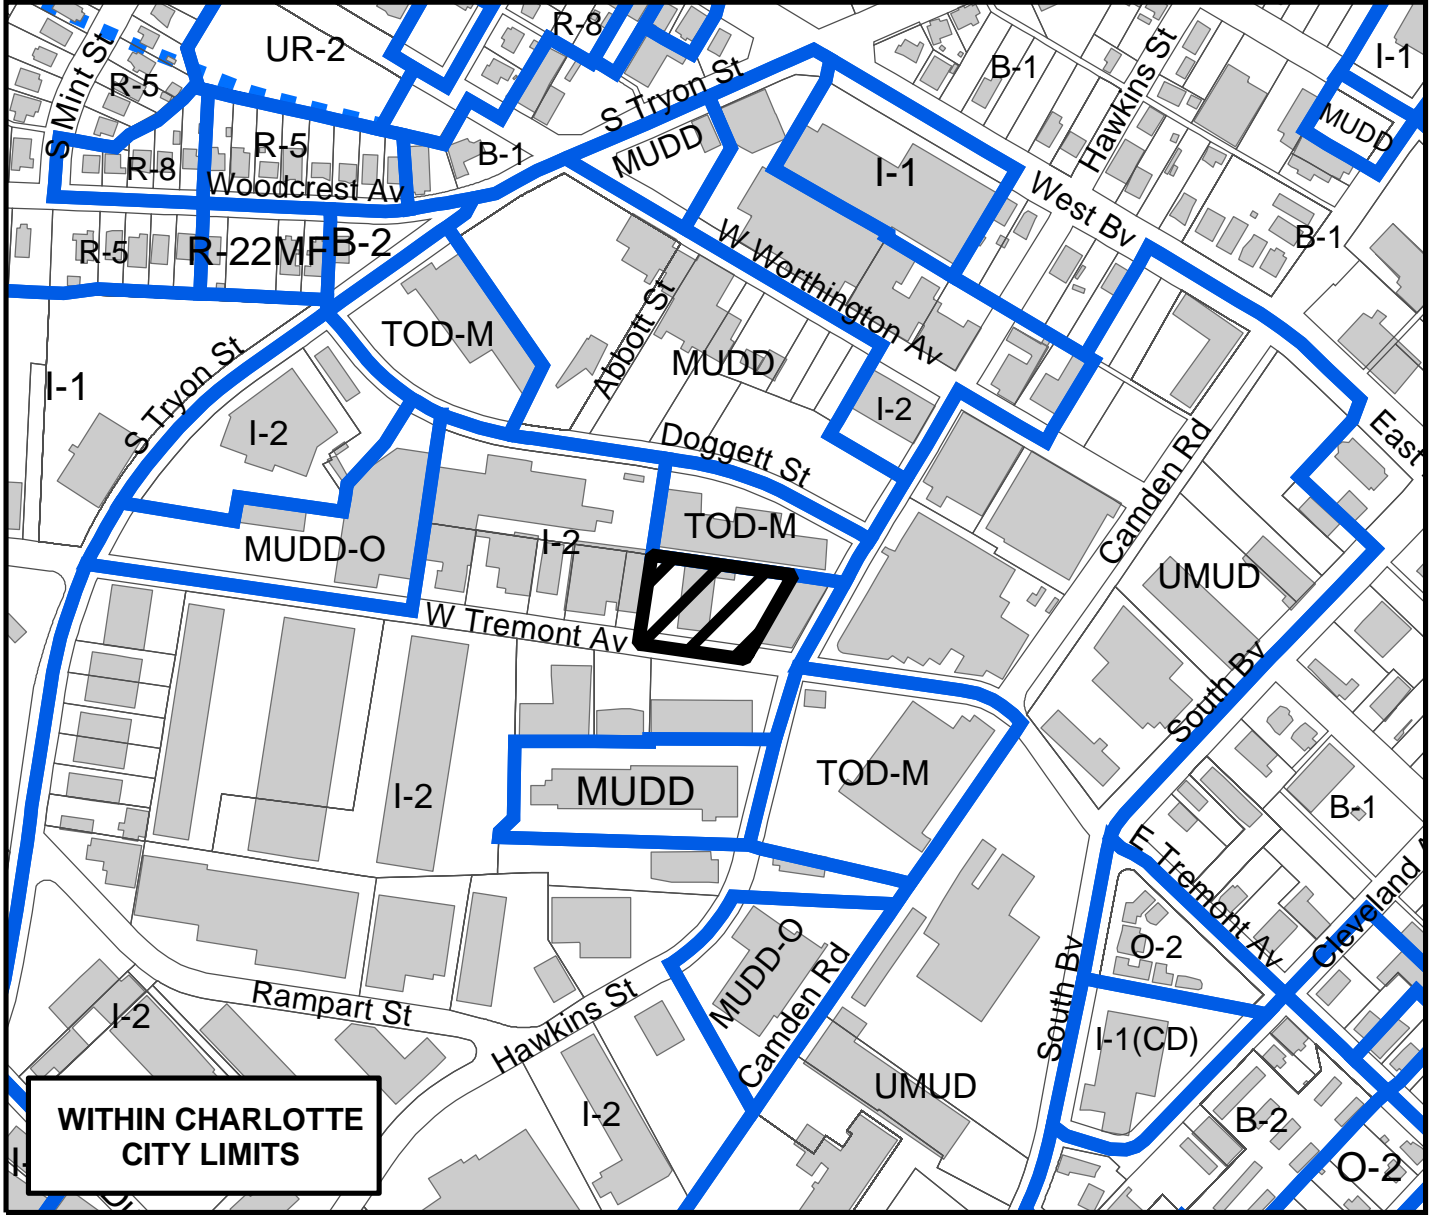 R-8
UR-2
I-1
S Mint St
R-5
B-1
Hawkins St
S Tryon St
MUDD
MUDD
R-5
B-1
R-8
I-1
Woodcrest Av
West Bv
R-5
R-22MF
B-2
B-1
W Worthington Av
TOD-M
Abbott St
MUDD
I-1
S Tryon St
I-2
I-2
East
Doggett St
Camden Rd
TOD-M
MUDD-O
I-2
UMUD
W Tremont Av
South Bv
TOD-M
I-2
MUDD
B-1
E Tremont Av
Cleveland
O-2
MUDD-O
Camden Rd
Rampart St
Hawkins St
South Bv
I-2
I-1(CD)
UMUD
I-2
B-2
O-2
WITHIN CHARLOTTE
CITY LIMITS